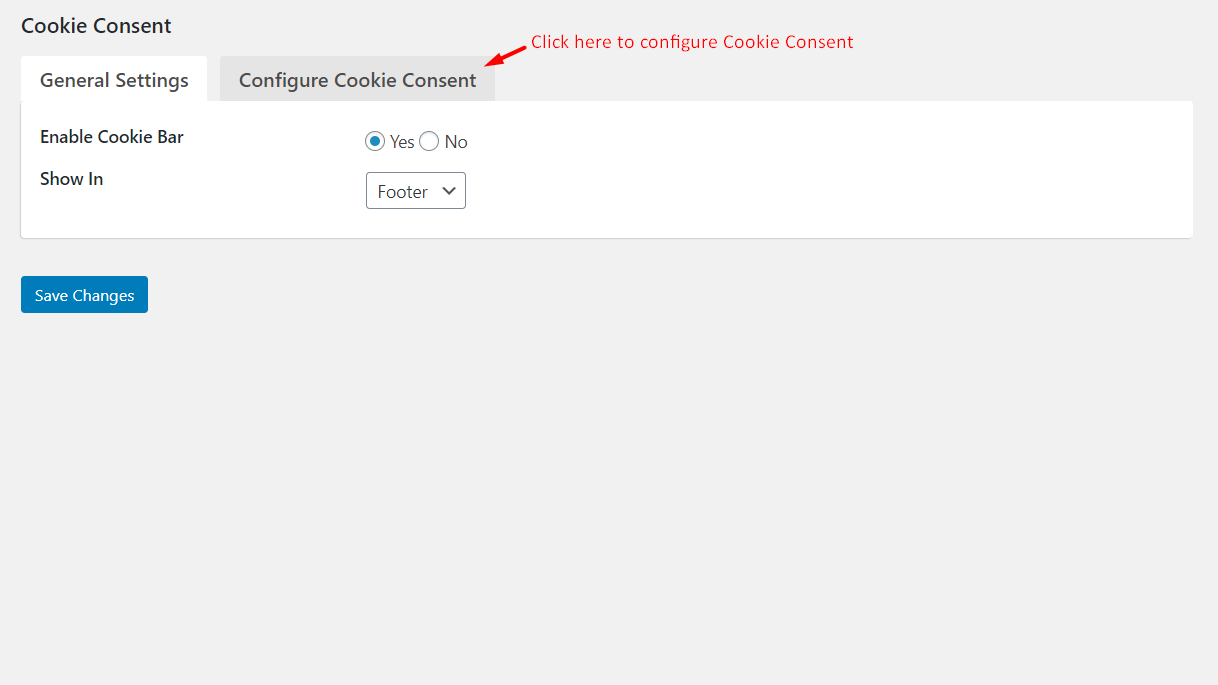 Cookie Consent
Click here to configure Cookie Consent
General Settings
Configure Cookie Consent
Enable Cookie Bar
Yes No
Show In
Footer
Save Changes